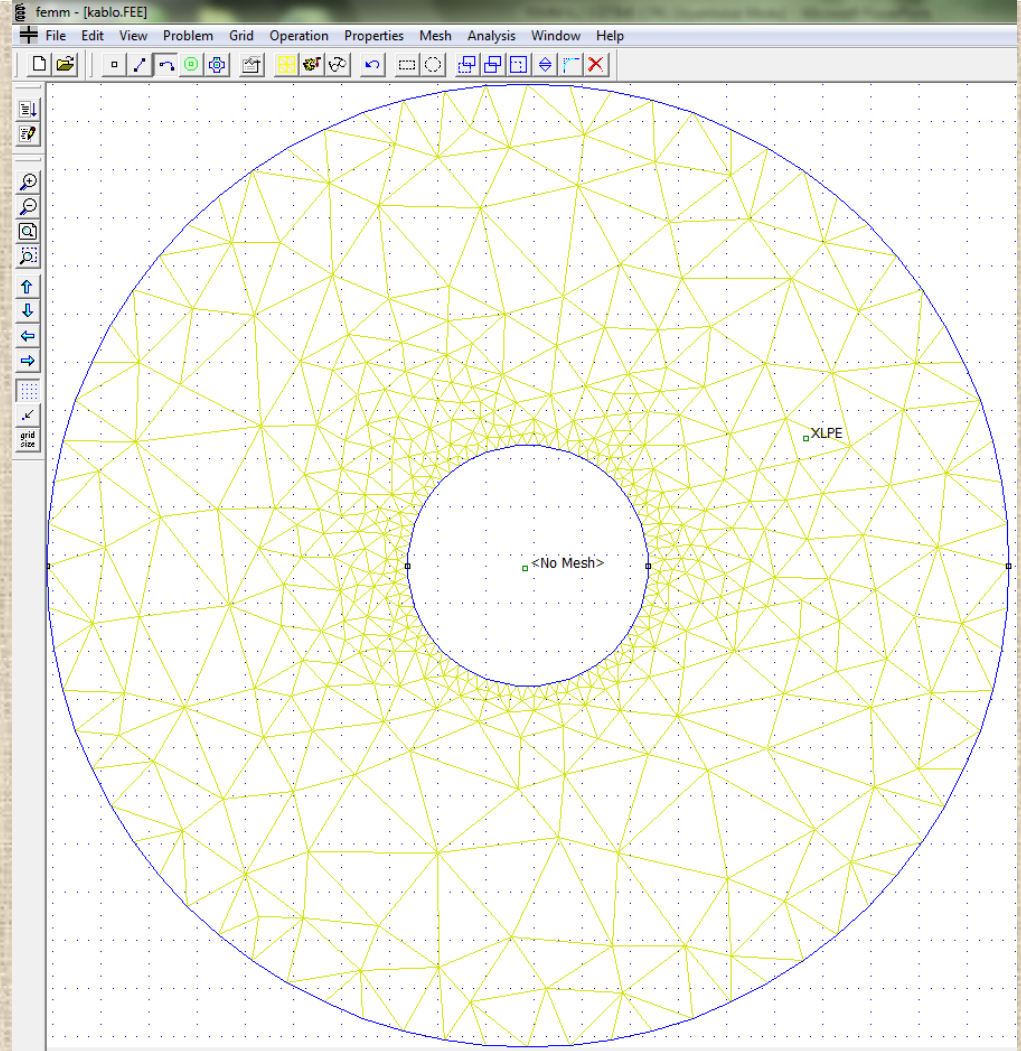 femm - [kablo.FEE]
File Edit View Problem Grid Operation Properties Mesh Analysis Window Help
grid
size
XLPE
<No Mesh>